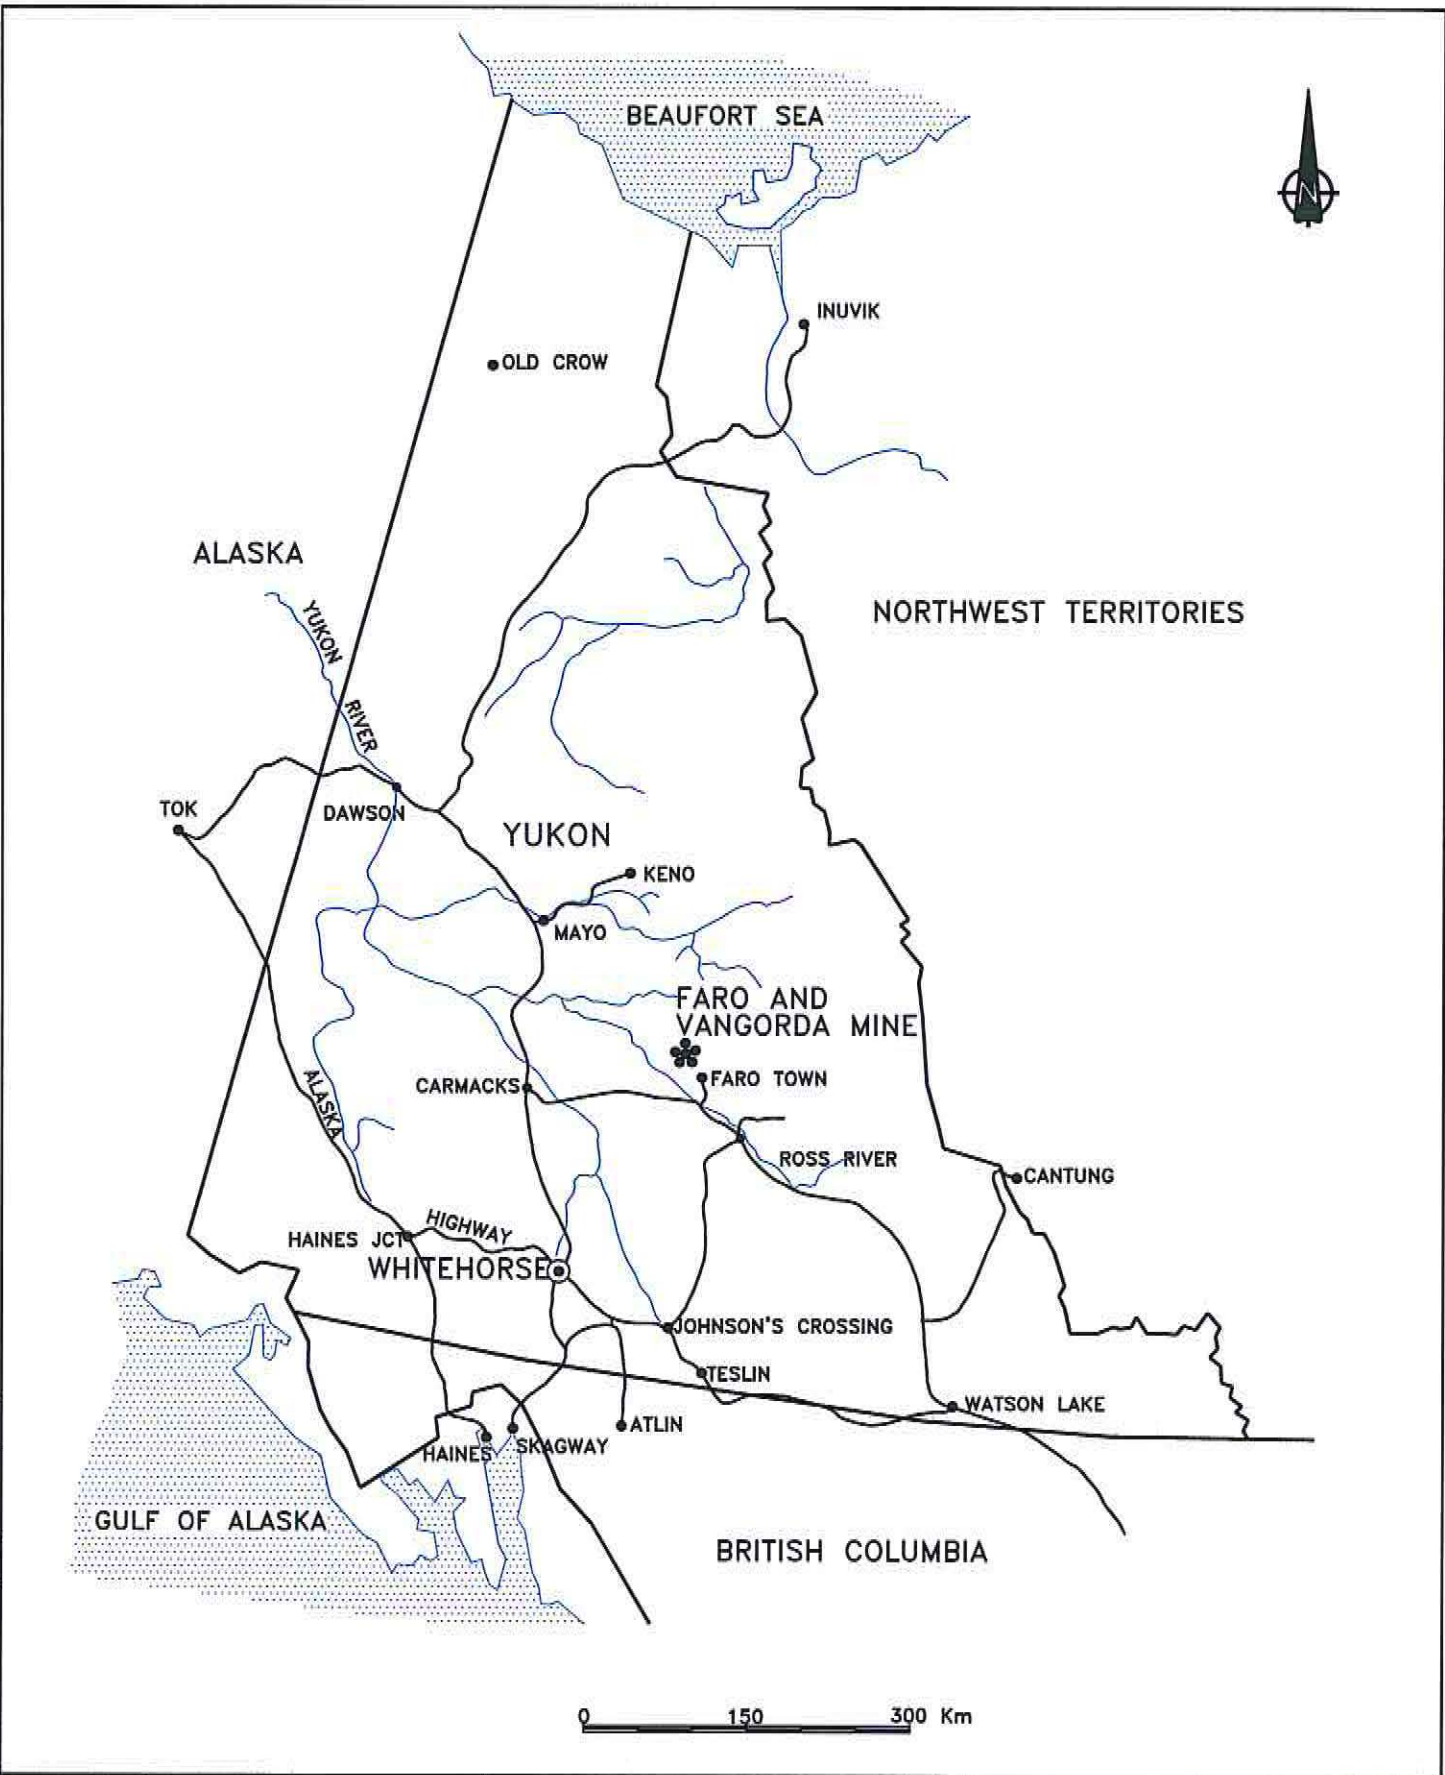 BEAUFORT SEA
N
INUVIK
OLD CROW
ALASKA
NORTHWEST TERRITORIES
YUKON
RIVER
TOK
DAWSON
YUKON
KENO
MAYO
FARO AND
VANGORDA MINE
FARO TOWN
CARMACKS
ALASKA
ROSS RIVER
CANTUNG
HIGHWAY
HAINES JCT
WHITEHORSE
JOHNSON'S CROSSING
TESLIN
WATSON LAKE
ATLIN
SKAGWAY
HAINES
GULF OF ALASKA
BRITISH COLUMBIA
0 150 300 Km